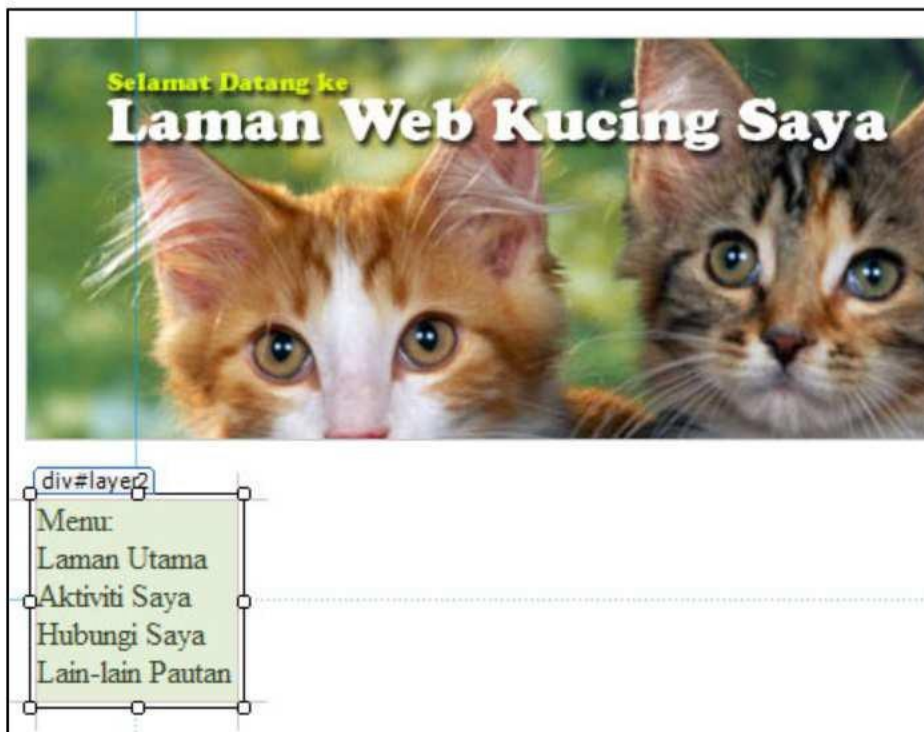 Selamat Datang ke
Laman Web Kucing Saya
div#layer2
Menu:
Laman Utama
Aktiviti Saya
Hubungi Saya
Lain-lain Pautan